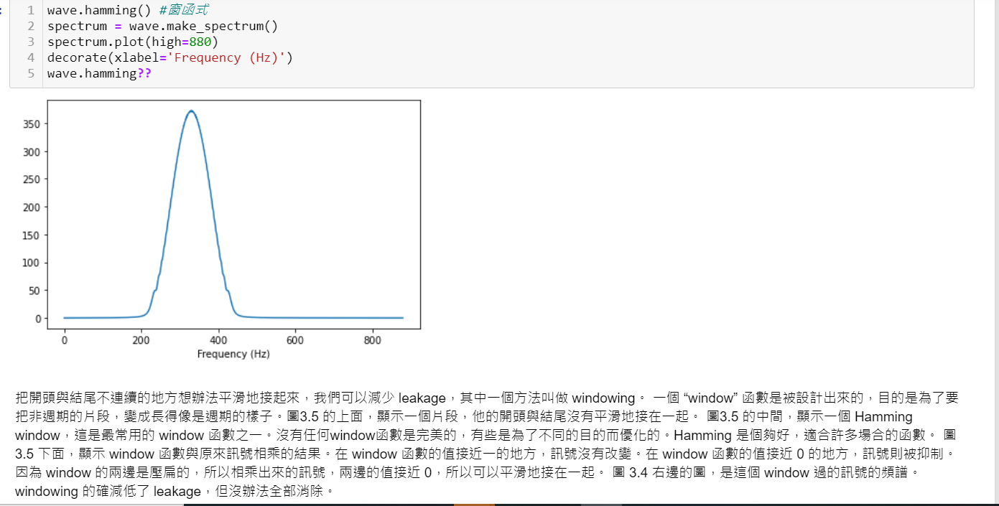 1 wave.hamming() #窗函式
2 spectrum = wave.make_spectrum()
3 spectrum.plot(high=880)
4 decorate(xlabel='Frequency (Hz)')
5 wave.hamming??
350
300
250
200
150
100
50
0
0 200 400 600 800
Frequency (Hz)
把開頭與結尾不連續的地方想辦法平滑地接起來，我們可以減少 leakage，其中一個方法叫做 windowing。 一個 “window” 函數是被設計出來的，目的是為了要
把非週期的片段，變成長得像是週期的樣子。圖3.5 的上面，顯示一個片段，他的開頭與結尾沒有平滑地接在一起。 圖3.5 的中間，顯示一個 Hamming
window，這是最常用的 window 函數之一。沒有任何window函數是完美的，有些是為了不同的目的而優化的。Hamming 是個夠好，適合許多場合的函數。 圖
3.5 下面，顯示 window 函數與原來訊號相乘的結果。在 window 函數的值接近一的地方，訊號沒有改變。在 window 函數的值接近 0 的地方，訊號則被抑制。
因為 window 的兩邊是壓扁的，所以相乘出來的訊號，兩邊的值接近 0，所以可以平滑地接在一起。 圖 3.4 右邊的圖，是這個 window 過的訊號的頻譜。
windowing 的確減低了 leakage，但沒辦法全部消除。